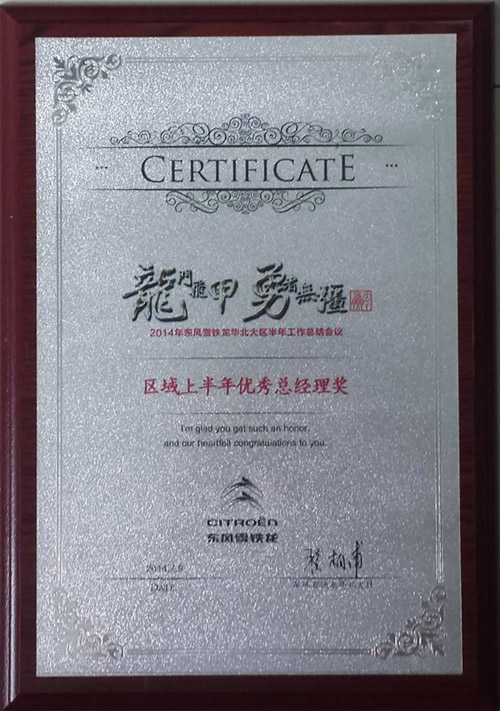 CERTIFICATE
龍門飛甲 勇者無疆
2014年东风雪铁龙华北大区半年工作总结会议
区域上半年优秀总经理奖
I'm glad you get such an honor,
and our heartfelt congratulations to you.
CITROËN
东风雪铁龙
2014.7.9
DATE